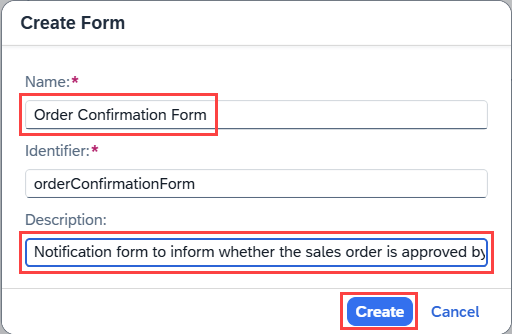 Create Form
Name:*
Order Confirmation Form
Identifier:*
orderConfirmationForm
Description:
Notification form to inform whether the sales order is approved by
Create Cancel